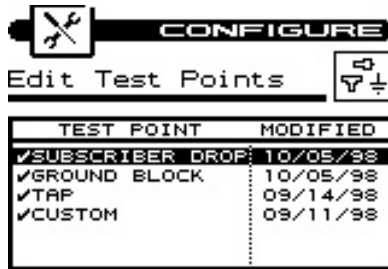 CONFIGURE
Edit Test Points
TEST POINT MODIFIED
✓SUBSCRIBER DROP 10/05/98
✓GROUND BLOCK 10/05/98
✓TAP 09/14/98
✓CUSTOM 09/11/98